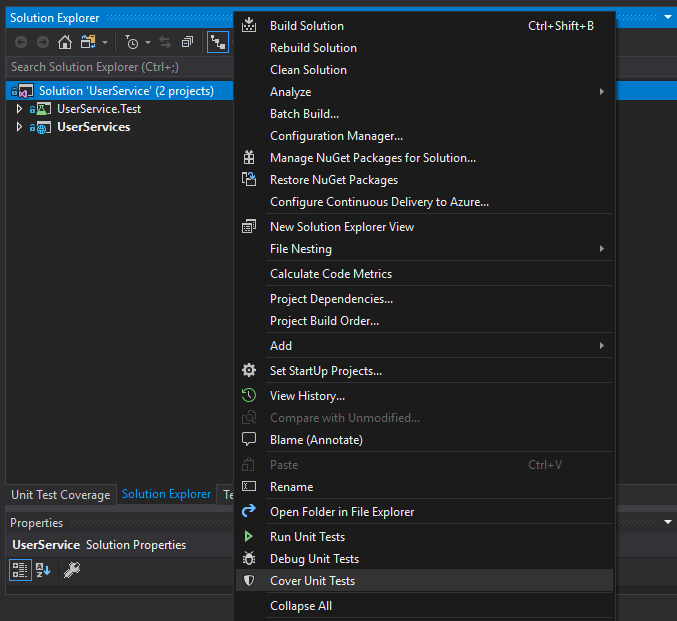 Solution Explorer
Search Solution Explorer (Ctrl+;)
Solution 'UserService' (2 projects)
UserService.Test
UserServices
Build Solution Ctrl+Shift+B
Rebuild Solution
Clean Solution
Analyze
Batch Build...
Configuration Manager...
Manage NuGet Packages for Solution...
Restore NuGet Packages
Configure Continuous Delivery to Azure...
New Solution Explorer View
File Nesting
Calculate Code Metrics
Project Dependencies...
Project Build Order...
Add
Set StartUp Projects...
View History...
Compare with Unmodified...
Blame (Annotate)
Paste Ctrl+V
Rename
Open Folder in File Explorer
Run Unit Tests
Debug Unit Tests
Cover Unit Tests
Collapse All
Unit Test Coverage Solution Explorer Te
Properties
UserService Solution Properties